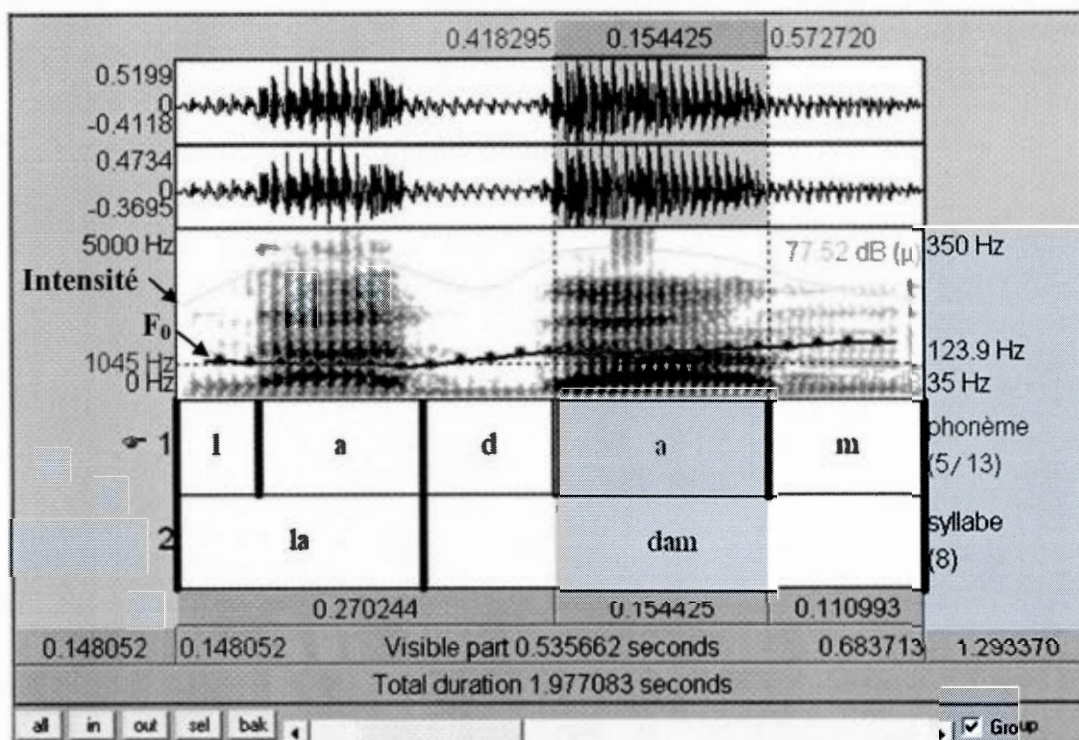 0.418295 0.154425 0.572720
0.5199
0
-0.4118
0.4734
0
-0.3695
5000 Hz 77.52 dB (µ) 350 Hz
Intensité
F0
1045 Hz 123.9 Hz
0 Hz 35 Hz
1 l a d a m phonème
(5/13)
2 la dam syllabe
(8)
0.270244 0.154425 0.110993
0.148052 0.148052 Visible part 0.535662 seconds 0.683713 1.293370
Total duration 1.977083 seconds
all in out sel bak Group